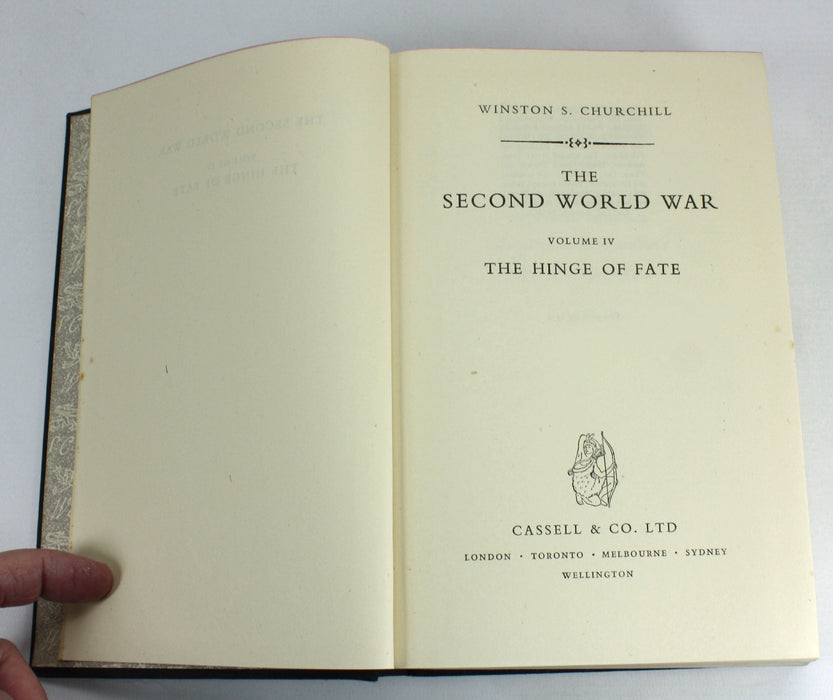 WINSTON S. CHURCHILL
THE
SECOND WORLD WAR
VOLUME IV
THE HINGE OF FATE
CASSELL & CO. LTD
LONDON · TORONTO · MELBOURNE · SYDNEY
WELLINGTON